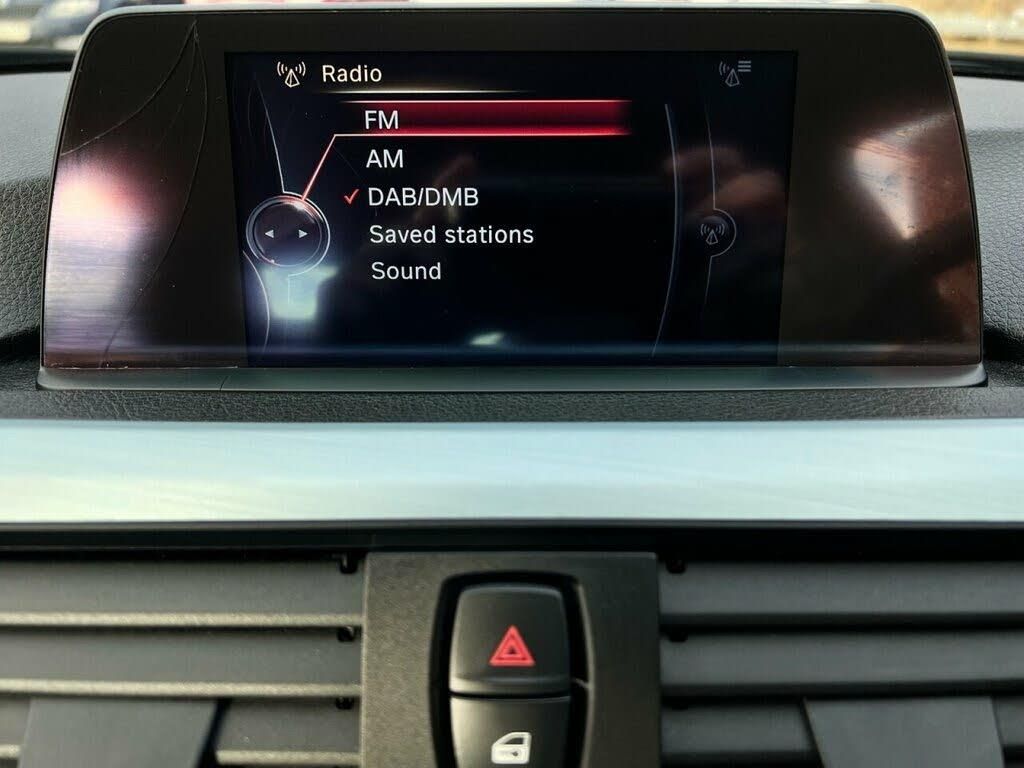 Radio
FM
AM
DAB/DMB
Saved stations
Sound